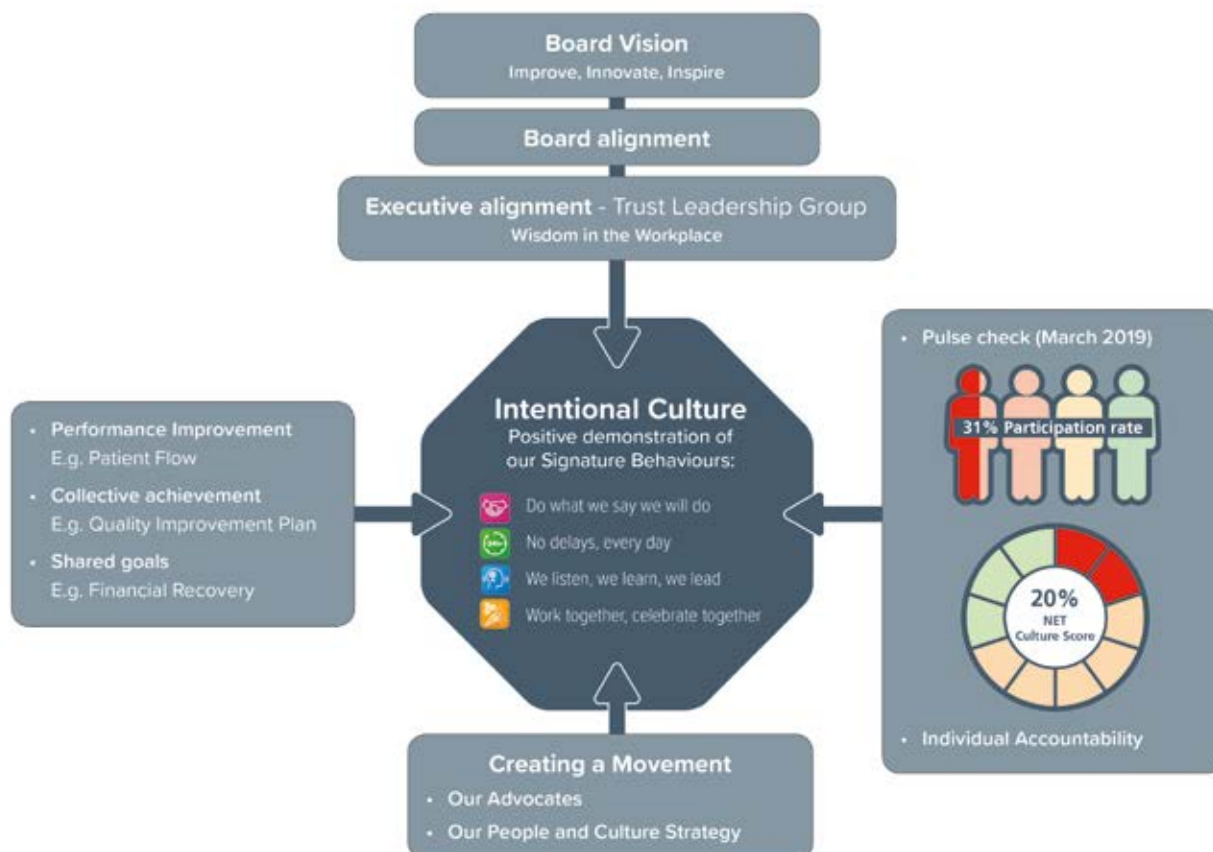 Board Vision
Improve, Innovate, Inspire
Board alignment
Executive alignment - Trust Leadership Group
Wisdom in the Workplace
• Performance Improvement
E.g. Patient Flow
• Collective achievement
E.g. Quality Improvement Plan
• Shared goals
E.g. Financial Recovery
Intentional Culture
Positive demonstration of
our Signature Behaviours:
Do what we say we will do
No delays, every day
We listen, we learn, we lead
Work together, celebrate together
• Pulse check (March 2019)
31% Participation rate
20%
NET
Culture Score
• Individual Accountability
Creating a Movement
• Our Advocates
• Our People and Culture Strategy